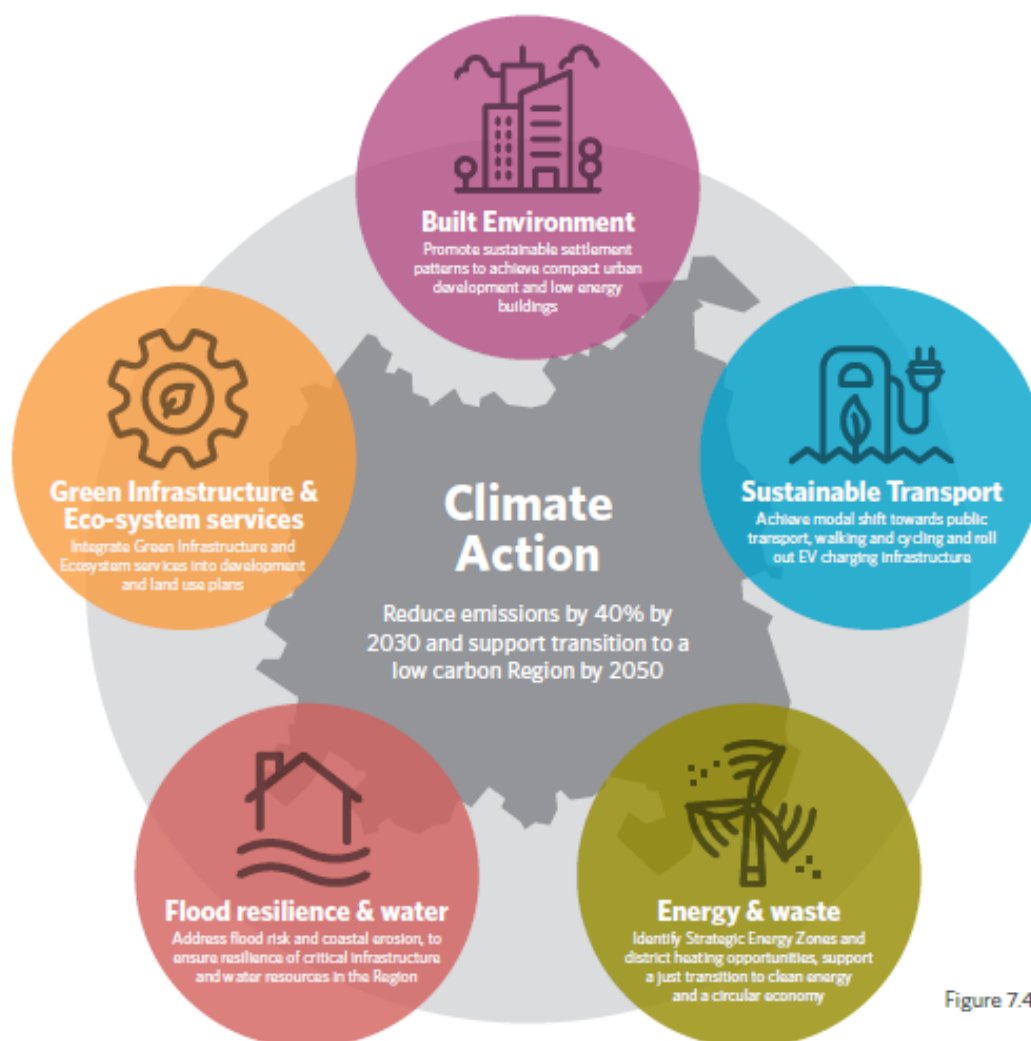 Built Environment
Promote sustainable settlement
patterns to achieve compact urban
development and low energy
buildings
Green Infrastructure &
Eco-system services
Integrate Green Infrastructure and
Ecosystem services into development
and land use plans
Climate
Action
Reduce emissions by 40% by
2030 and support transition to a
low carbon Region by 2050
Sustainable Transport
Achieve modal shift towards public
transport, walking and cycling and roll
out EV charging infrastructure
Flood resilience & water
Address flood risk and coastal erosion, to
ensure resilience of critical infrastructure
and water resources in the Region
Energy & waste
Identify Strategic Energy Zones and
district heating opportunities, support
a just transition to clean energy
and a circular economy
Figure 7.4